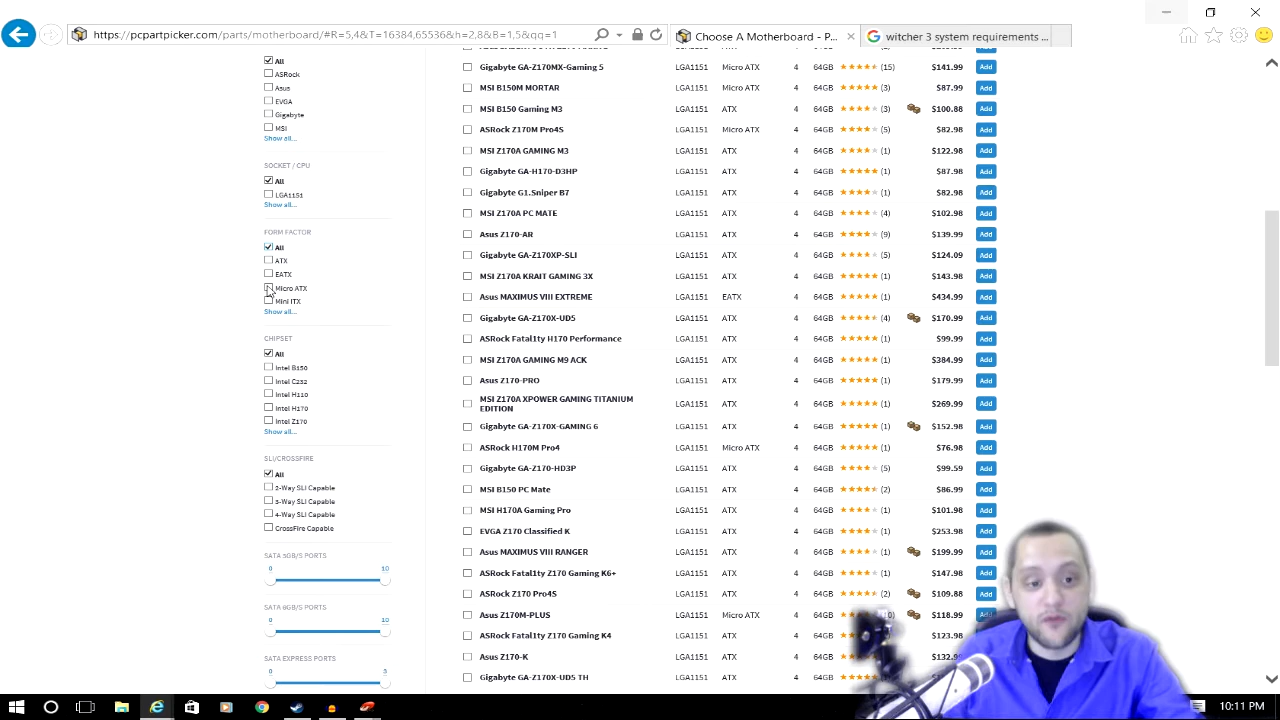 https://pcpartpicker.com/parts/motherboard/#R=5,4&T=16384,65536&h=2,8&B=1,5&qq=1
Choose A Motherboard - P...
witcher 3 system requirements ...
All
ASRock
Asus
EVGA
Gigabyte
MSI
Show all...
SOCKET / CPU
All
LGA1151
Show all...
FORM FACTOR
All
ATX
EATX
Micro ATX
Mini ITX
Show all...
CHIPSET
All
Intel B150
Intel C232
Intel H110
Intel H170
Intel Z170
Show all...
SLI/CROSSFIRE
All
2-Way SLI Capable
3-Way SLI Capable
4-Way SLI Capable
CrossFire Capable
SATA 3GB/S PORTS
0 10
SATA 6GB/S PORTS
0 10
SATA EXPRESS PORTS
0 3
Gigabyte GA-Z170MX-Gaming 5 LGA1151 Micro ATX 4 64GB (15) $141.99 Add
MSI B150M MORTAR LGA1151 Micro ATX 4 64GB (3) $87.99 Add
MSI B150 Gaming M3 LGA1151 ATX 4 64GB (3) $100.88 Add
ASRock Z170M Pro4S LGA1151 Micro ATX 4 64GB (5) $82.98 Add
MSI Z170A GAMING M3 LGA1151 ATX 4 64GB (1) $122.98 Add
Gigabyte GA-H170-D3HP LGA1151 ATX 4 64GB (1) $87.98 Add
Gigabyte G1.Sniper B7 LGA1151 ATX 4 64GB (1) $82.98 Add
MSI Z170A PC MATE LGA1151 ATX 4 64GB (4) $102.98 Add
Asus Z170-AR LGA1151 ATX 4 64GB (9) $139.99 Add
Gigabyte GA-Z170XP-SLI LGA1151 ATX 4 64GB (5) $124.09 Add
MSI Z170A KRAIT GAMING 3X LGA1151 ATX 4 64GB (1) $143.98 Add
Asus MAXIMUS VIII EXTREME LGA1151 EATX 4 64GB (1) $434.99 Add
Gigabyte GA-Z170X-UD5 LGA1151 ATX 4 64GB (4) $170.99 Add
ASRock Fatal1ty H170 Performance LGA1151 ATX 4 64GB (1) $99.99 Add
MSI Z170A GAMING M9 ACK LGA1151 ATX 4 64GB (1) $384.99 Add
Asus Z170-PRO LGA1151 ATX 4 64GB (1) $179.99 Add
MSI Z170A XPOWER GAMING TITANIUM
EDITION LGA1151 ATX 4 64GB (1) $269.99 Add
Gigabyte GA-Z170X-GAMING 6 LGA1151 ATX 4 64GB (1) $152.98 Add
ASRock H170M Pro4 LGA1151 Micro ATX 4 64GB (1) $76.98 Add
Gigabyte GA-Z170-HD3P LGA1151 ATX 4 64GB (5) $99.59 Add
MSI B150 PC Mate LGA1151 ATX 4 64GB (2) $86.99 Add
MSI H170A Gaming Pro LGA1151 ATX 4 64GB (1) $101.98 Add
EVGA Z170 Classified K LGA1151 ATX 4 64GB (1) $253.98 Add
Asus MAXIMUS VIII RANGER LGA1151 ATX 4 64GB (1) $199.99 Add
ASRock Fatal1ty Z170 Gaming K6+ LGA1151 ATX 4 64GB (1) $147.98 Add
ASRock Z170 Pro4S LGA1151 ATX 4 64GB (2) $109.88 Add
Asus Z170M-PLUS LGA1151 Micro ATX 4 64GB $118.99 Add
ASRock Fatal1ty Z170 Gaming K4 LGA1151 ATX 4 64GB $123.98
Asus Z170-K LGA1151 ATX 4 64GB
Gigabyte GA-Z170X-UD5 TH LGA1151 ATX 4 64GB
10:11 PM